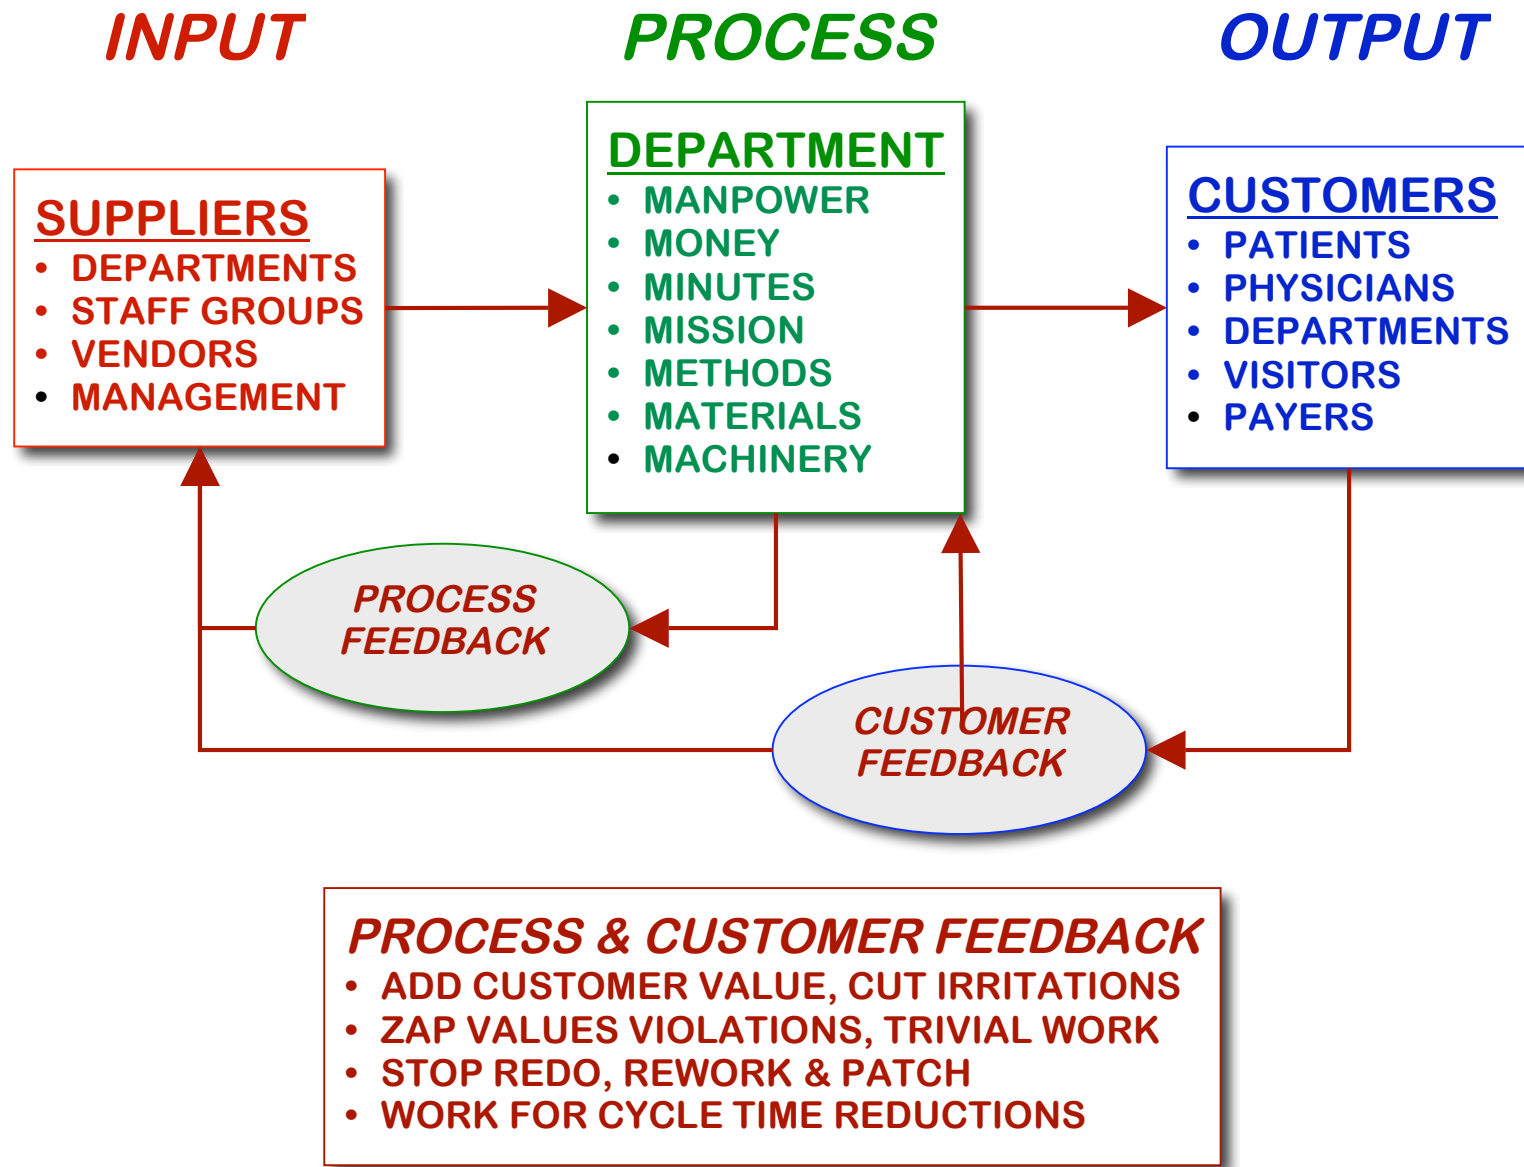 INPUT
PROCESS
OUTPUT
SUPPLIERS
• DEPARTMENTS
• STAFF GROUPS
• VENDORS
• MANAGEMENT
DEPARTMENT
• MANPOWER
• MONEY
• MINUTES
• MISSION
• METHODS
• MATERIALS
• MACHINERY
CUSTOMERS
• PATIENTS
• PHYSICIANS
• DEPARTMENTS
• VISITORS
• PAYERS
PROCESS
FEEDBACK
CUSTOMER
FEEDBACK
PROCESS & CUSTOMER FEEDBACK
• ADD CUSTOMER VALUE, CUT IRRITATIONS
• ZAP VALUES VIOLATIONS, TRIVIAL WORK
• STOP REDO, REWORK & PATCH
• WORK FOR CYCLE TIME REDUCTIONS